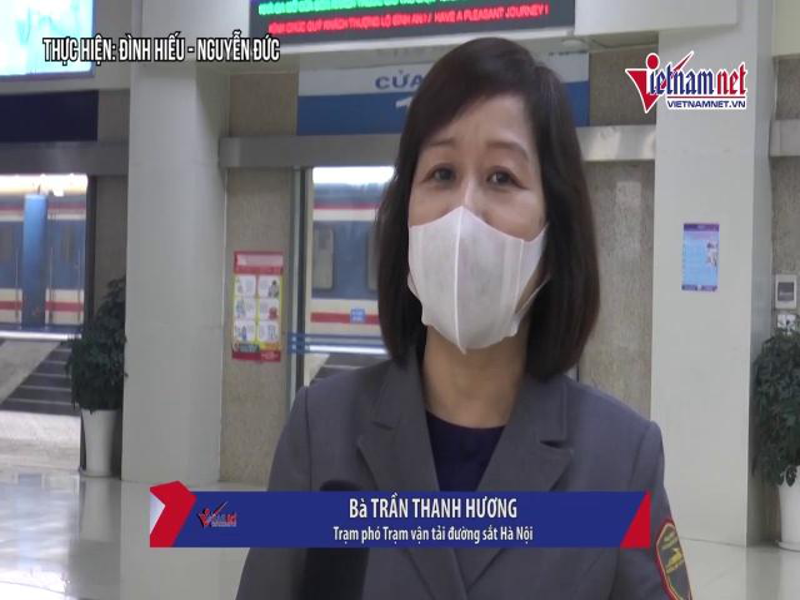 KÍNH CHÚC QUÝ KHÁCH THƯỢNG LỘ BÌNH AN / HAVE A PLEASANT JOURNEY !
THỰC HIỆN: ĐÌNH HIẾU - NGUYỄN ĐỨC
Vietnamnet
VIETNAMNET.VN
CỬA
Bà TRẦN THANH HƯƠNG
Trạm phó Trạm vận tải đường sắt Hà Nội